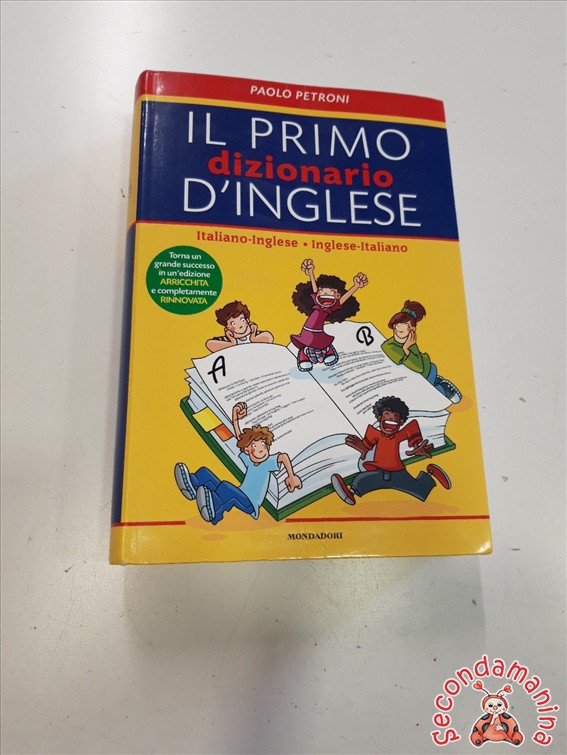 PAOLO PETRONI
IL PRIMO
dizionario
D'INGLESE
Italiano-Inglese • Inglese-Italiano
Torna un
grande successo
in un'edizione
ARRICCHITA
e completamente
RINNOVATA
A
B
MONDADORI
Secondamanina